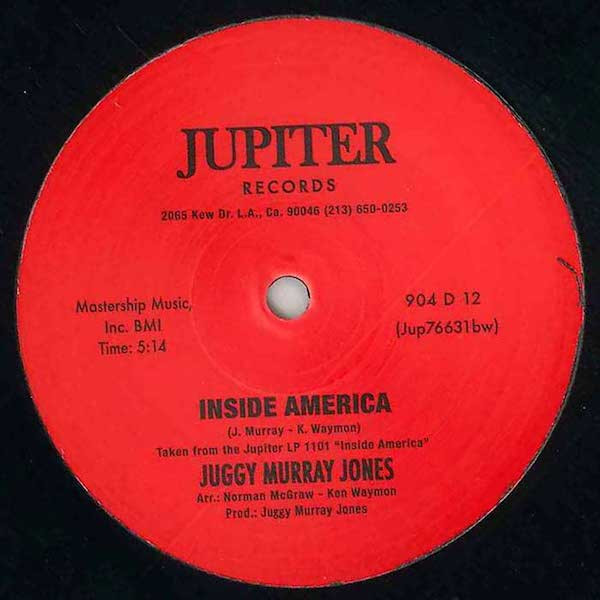 JUPITER
RECORDS
2065 Kew Dr. L.A., Ca. 90046 (213) 650-0253
Mastership Music,
Inc. BMI
Time: 5:14
904 D 12
(Jup76631bw)
INSIDE AMERICA
(J. Murray - K. Waymon)
Taken from the Jupiter LP 1101 "Inside America"
JUGGY MURRAY JONES
Arr.: Norman McGraw - Ken Waymon
Prod.: Juggy Murray Jones